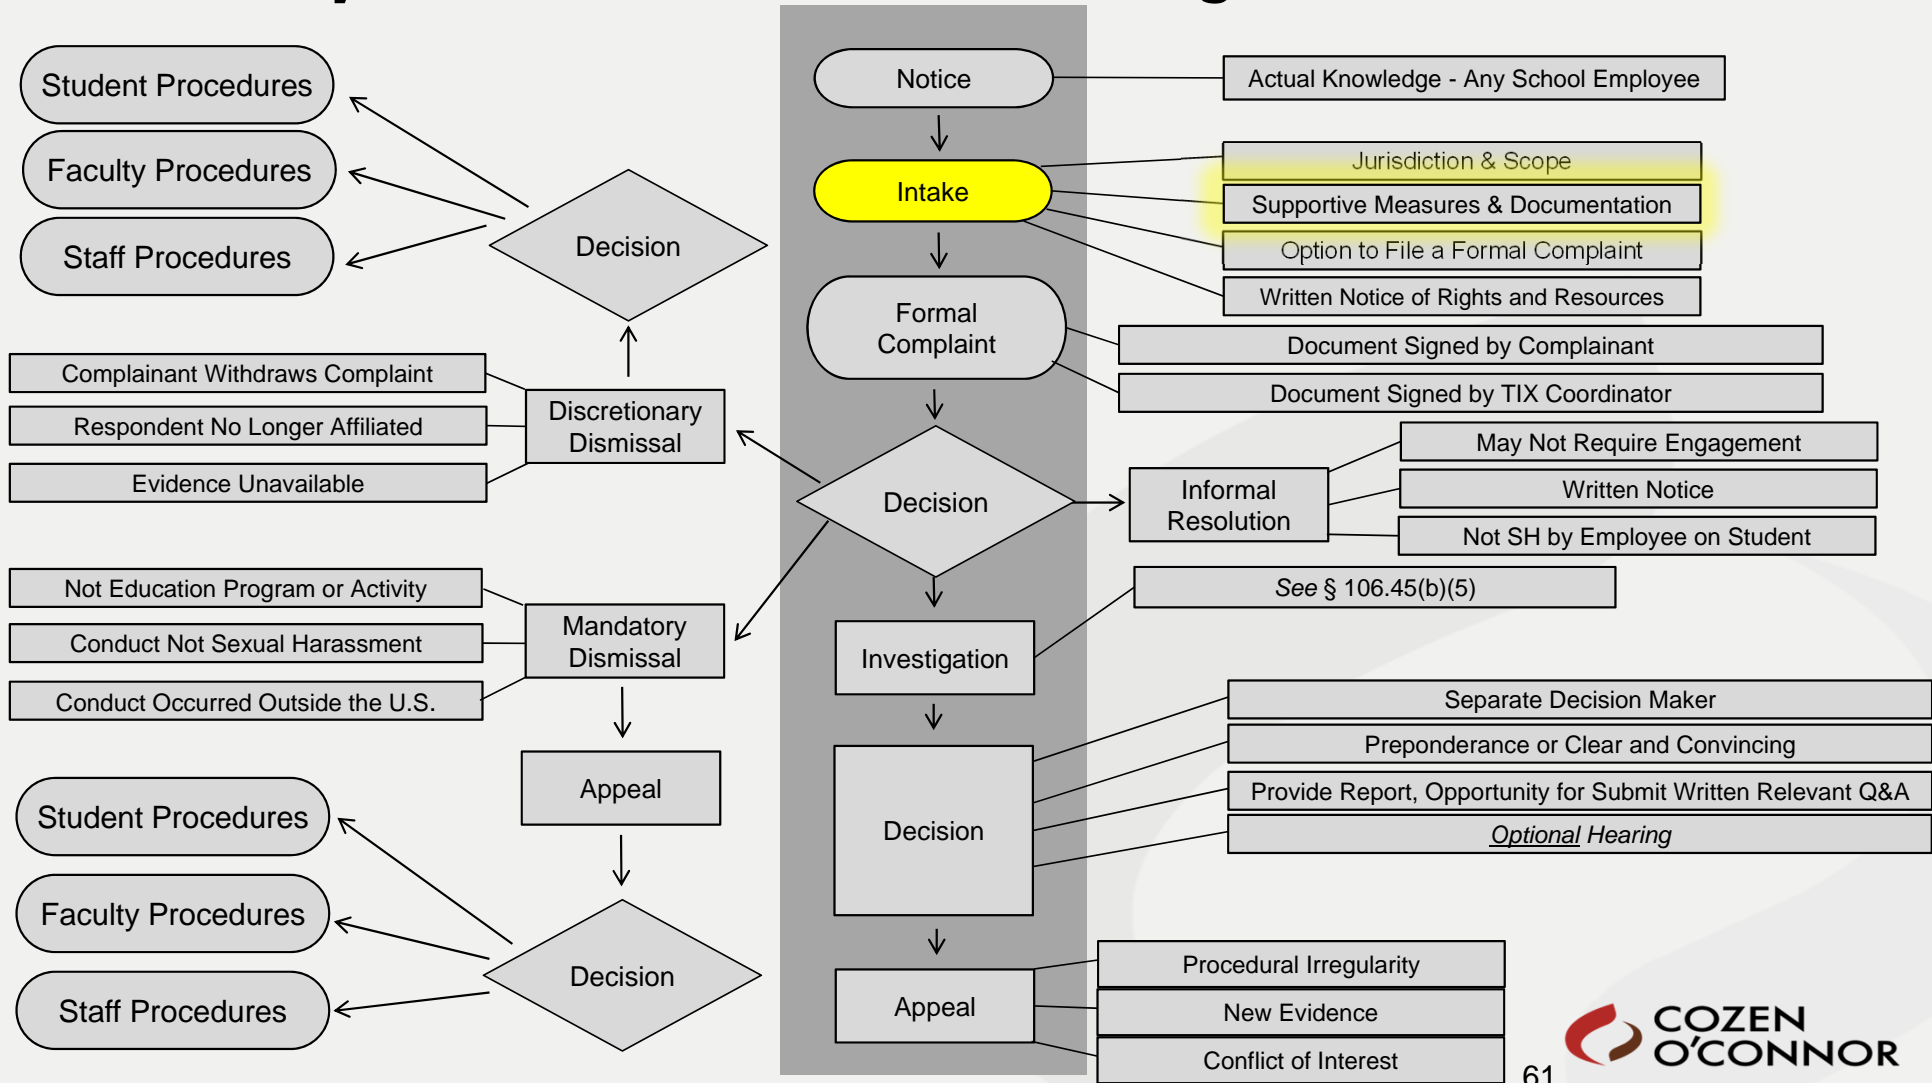 Student Procedures
Faculty Procedures
Staff Procedures
Decision
Complainant Withdraws Complaint
Respondent No Longer Affiliated
Evidence Unavailable
Discretionary
Dismissal
Not Education Program or Activity
Conduct Not Sexual Harassment
Conduct Occurred Outside the U.S.
Mandatory
Dismissal
Appeal
Student Procedures
Faculty Procedures
Staff Procedures
Decision
Notice
Actual Knowledge - Any School Employee
Intake
Jurisdiction & Scope
Supportive Measures & Documentation
Option to File a Formal Complaint
Written Notice of Rights and Resources
Formal
Complaint
Document Signed by Complainant
Document Signed by TIX Coordinator
Decision
Informal
Resolution
May Not Require Engagement
Written Notice
Not SH by Employee on Student
Investigation
See § 106.45(b)(5)
Decision
Separate Decision Maker
Preponderance or Clear and Convincing
Provide Report, Opportunity for Submit Written Relevant Q&A
Optional Hearing
Appeal
Procedural Irregularity
New Evidence
Conflict of Interest
COZEN
O'CONNOR
61